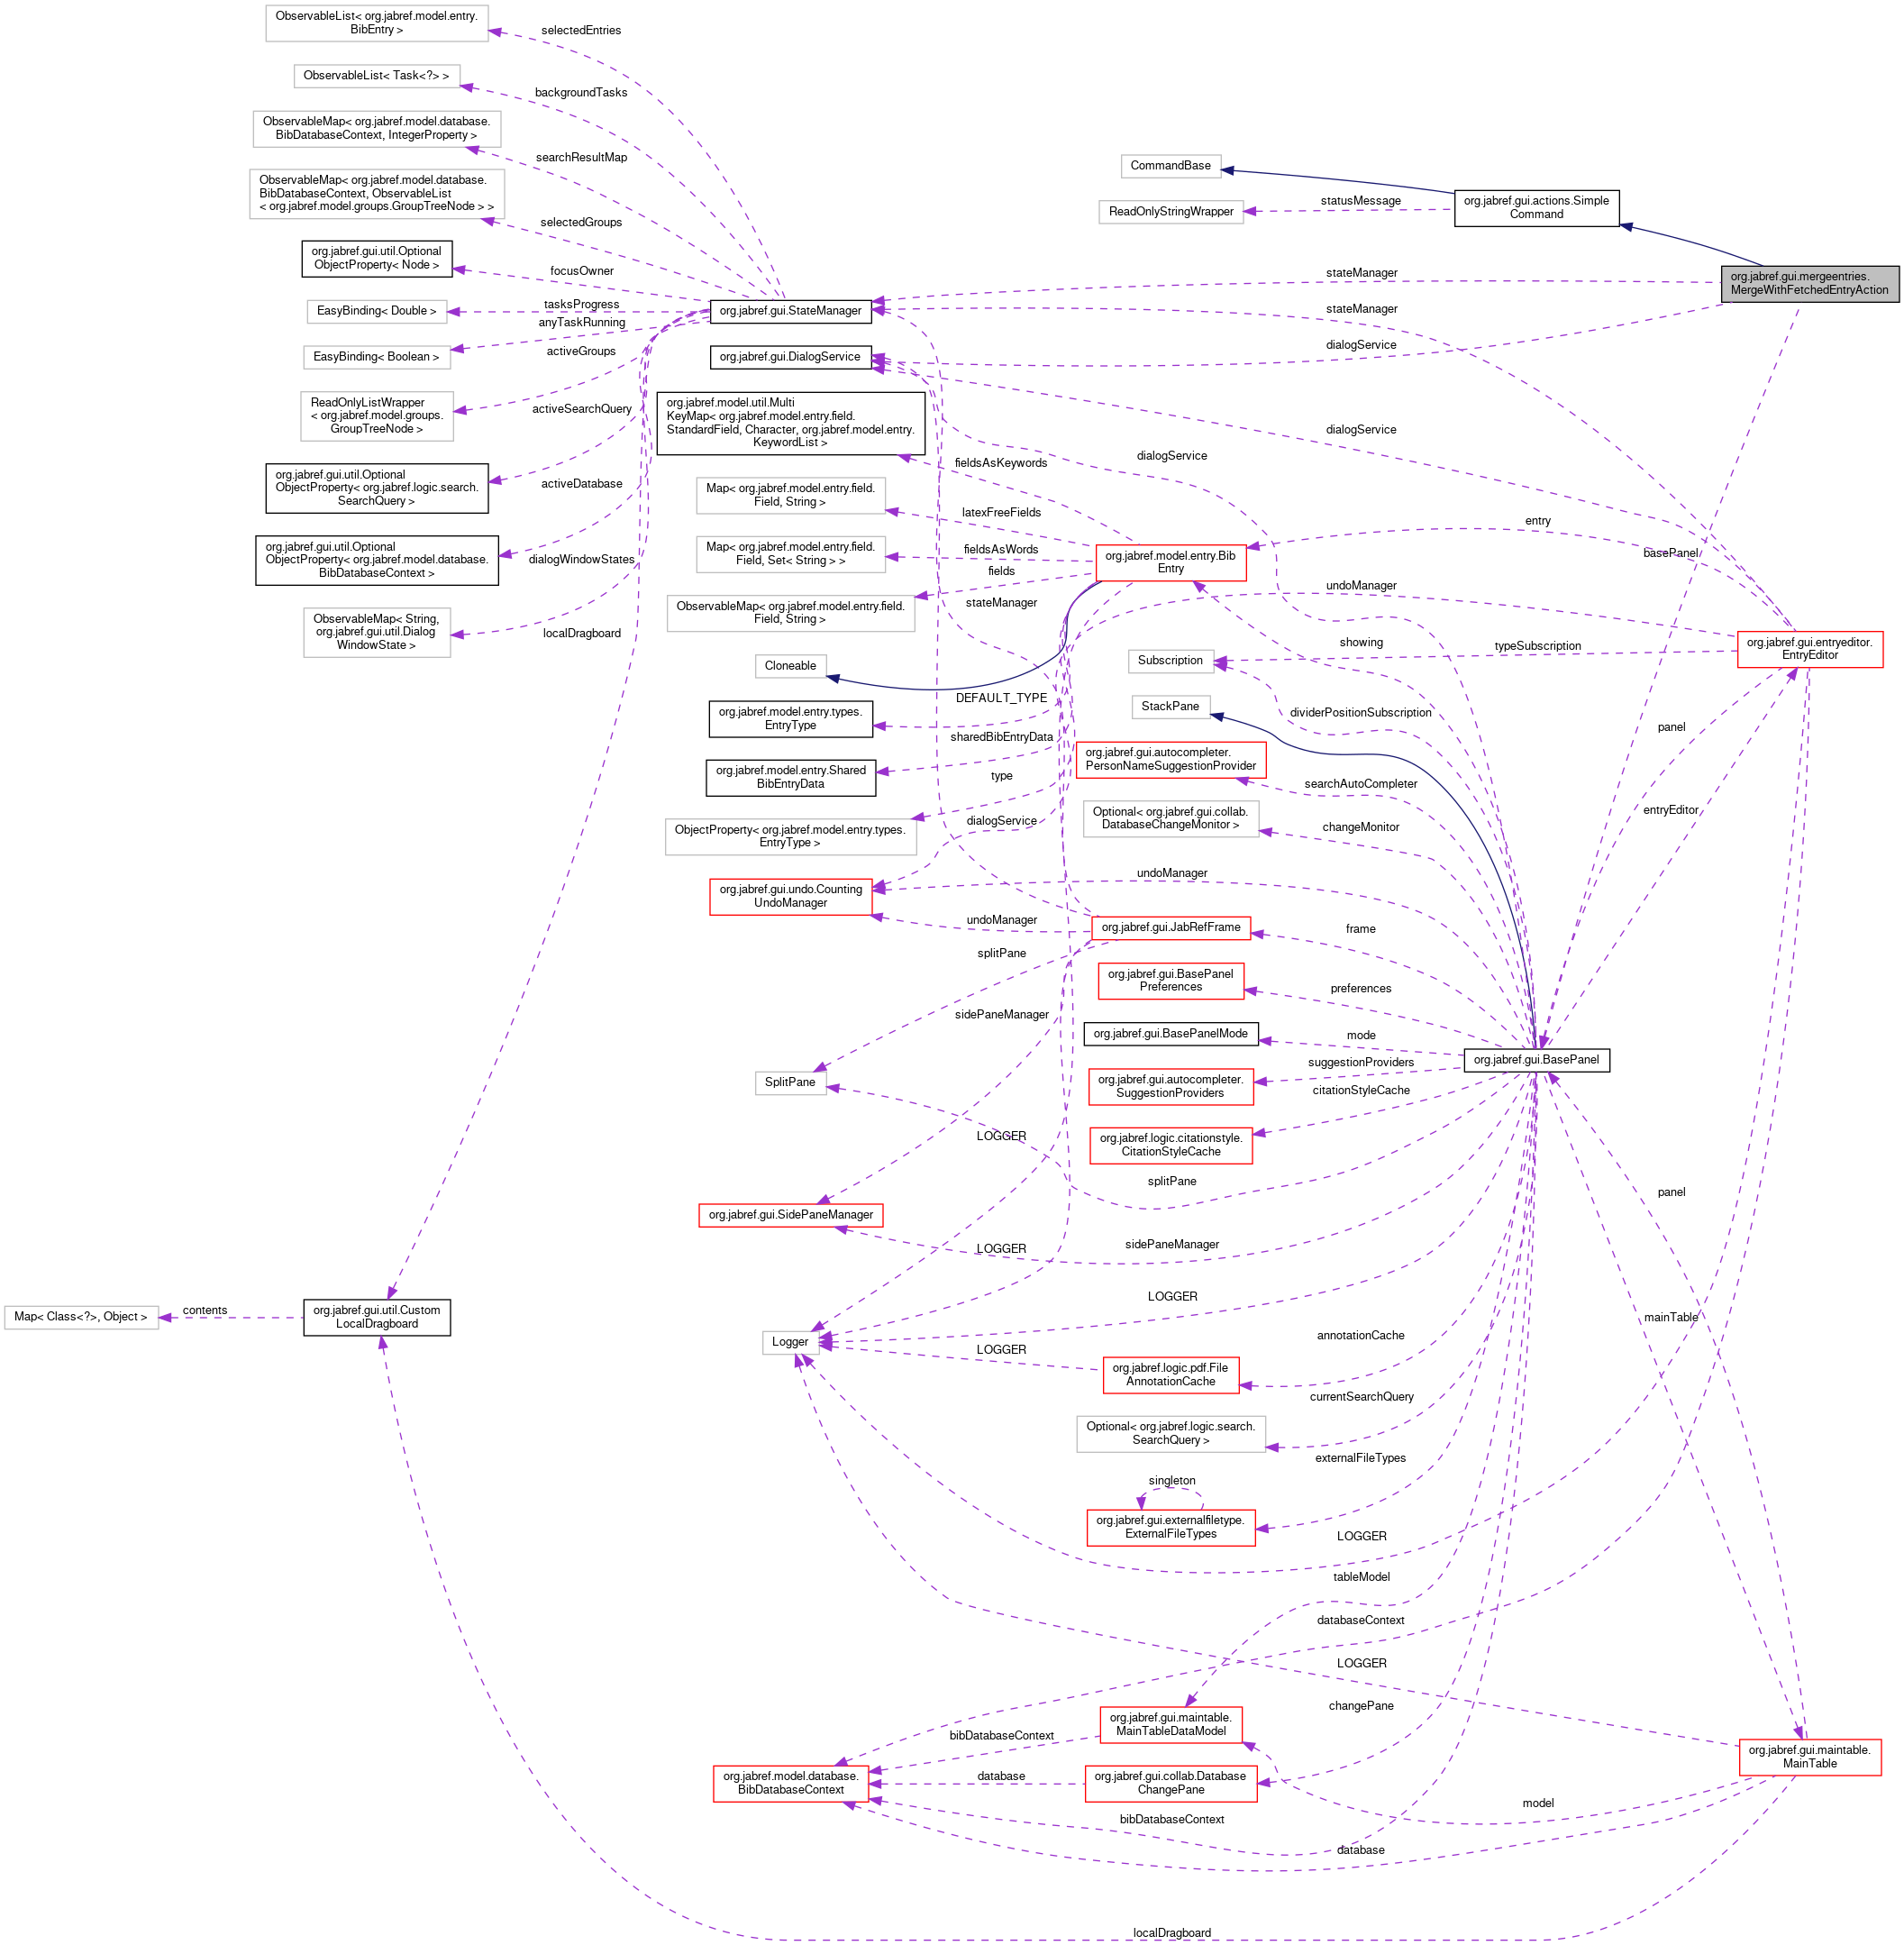 ObservableList< org.jabref.model.entry.
BibEntry >
selectedEntries
ObservableList< Task<?> >
backgroundTasks
ObservableMap< org.jabref.model.database.
BibDatabaseContext, IntegerProperty >
searchResultMap
ObservableMap< org.jabref.model.database.
BibDatabaseContext, ObservableList
< org.jabref.model.groups.GroupTreeNode > >
selectedGroups
org.jabref.gui.util.Optional
ObjectProperty< Node >
focusOwner
EasyBinding< Double >
tasksProgress
anyTaskRunning
EasyBinding< Boolean >
activeGroups
ReadOnlyListWrapper
< org.jabref.model.groups.
GroupTreeNode >
activeSearchQuery
org.jabref.gui.util.Optional
ObjectProperty< org.jabref.logic.search.
SearchQuery >
activeDatabase
org.jabref.gui.util.Optional
ObjectProperty< org.jabref.model.database.
BibDatabaseContext >
dialogWindowStates
ObservableMap< String,
org.jabref.gui.util.Dialog
WindowState >
localDragboard
Map< Class<?>, Object >
contents
org.jabref.gui.util.Custom
LocalDragboard
org.jabref.gui.StateManager
org.jabref.gui.DialogService
org.jabref.model.util.Multi
KeyMap< org.jabref.model.entry.field.
StandardField, Character, org.jabref.model.entry.
KeywordList >
Map< org.jabref.model.entry.field.
Field, String >
Map< org.jabref.model.entry.field.
Field, Set< String > >
ObservableMap< org.jabref.model.entry.field.
Field, String >
Cloneable
org.jabref.model.entry.types.
EntryType
org.jabref.model.entry.Shared
BibEntryData
ObjectProperty< org.jabref.model.entry.types.
EntryType >
org.jabref.gui.undo.Counting
UndoManager
SplitPane
org.jabref.gui.SidePaneManager
Logger
org.jabref.model.database.
BibDatabaseContext
fieldsAsKeywords
latexFreeFields
fieldsAsWords
fields
stateManager
DEFAULT_TYPE
sharedBibEntryData
type
dialogService
undoManager
splitPane
sidePaneManager
LOGGER
LOGGER
LOGGER
bibDatabaseContext
database
CommandBase
ReadOnlyStringWrapper
statusMessage
org.jabref.gui.actions.Simple
Command
org.jabref.gui.mergeentries.
MergeWithFetchedEntryAction
stateManager
stateManager
dialogService
dialogService
dialogService
entry
basePanel
org.jabref.model.entry.Bib
Entry
undoManager
showing
typeSubscription
Subscription
org.jabref.gui.entryeditor.
EntryEditor
StackPane
dividerPositionSubscription
panel
org.jabref.gui.autocompleter.
PersonNameSuggestionProvider
searchAutoCompleter
Optional< org.jabref.gui.collab.
DatabaseChangeMonitor >
changeMonitor
entryEditor
undoManager
org.jabref.gui.JabRefFrame
frame
org.jabref.gui.BasePanel
Preferences
preferences
org.jabref.gui.BasePanelMode
mode
org.jabref.gui.BasePanel
suggestionProviders
org.jabref.gui.autocompleter.
SuggestionProviders
citationStyleCache
org.jabref.logic.citationstyle.
CitationStyleCache
splitPane
panel
sidePaneManager
LOGGER
mainTable
annotationCache
org.jabref.logic.pdf.File
AnnotationCache
currentSearchQuery
Optional< org.jabref.logic.search.
SearchQuery >
externalFileTypes
singleton
org.jabref.gui.externalfiletype.
ExternalFileTypes
LOGGER
tableModel
databaseContext
LOGGER
changePane
org.jabref.gui.maintable.
MainTableDataModel
org.jabref.gui.collab.Database
ChangePane
org.jabref.gui.maintable.
MainTable
model
bibDatabaseContext
database
localDragboard